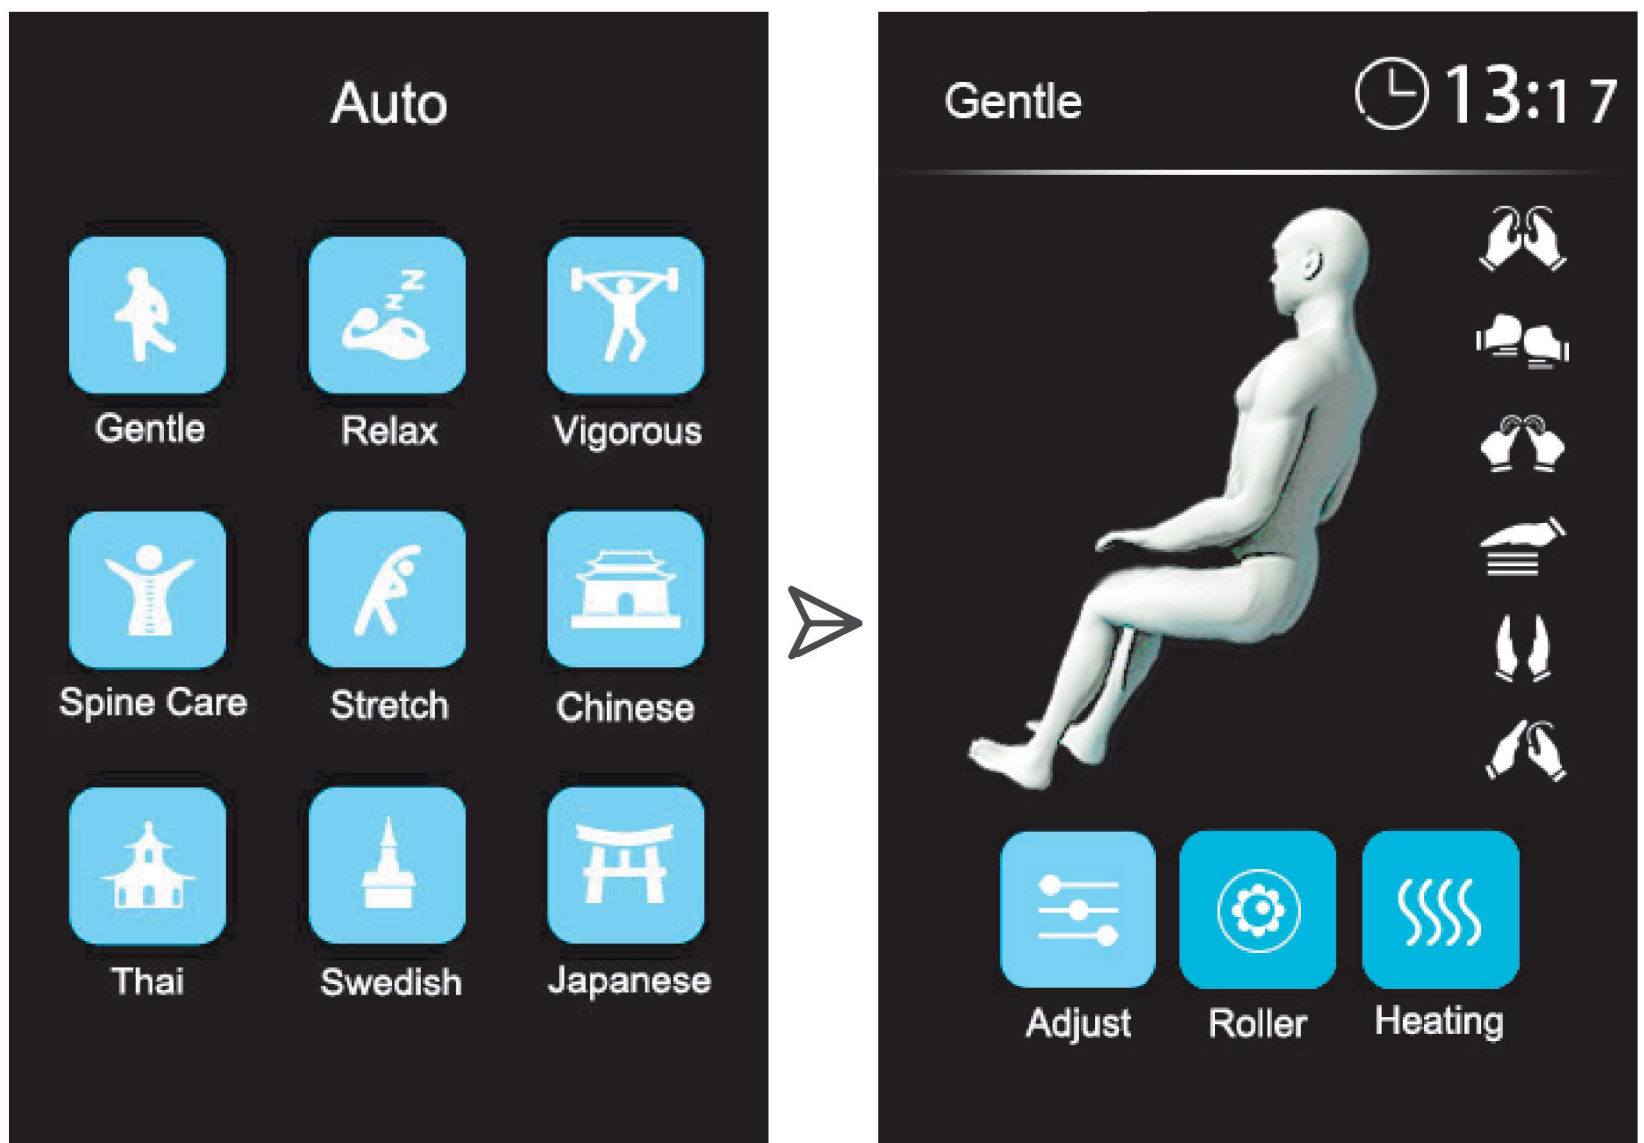 Auto
Gentle Relax Vigorous
Spine Care Stretch Chinese
Thai Swedish Japanese
Gentle 13:17
Adjust Roller Heating